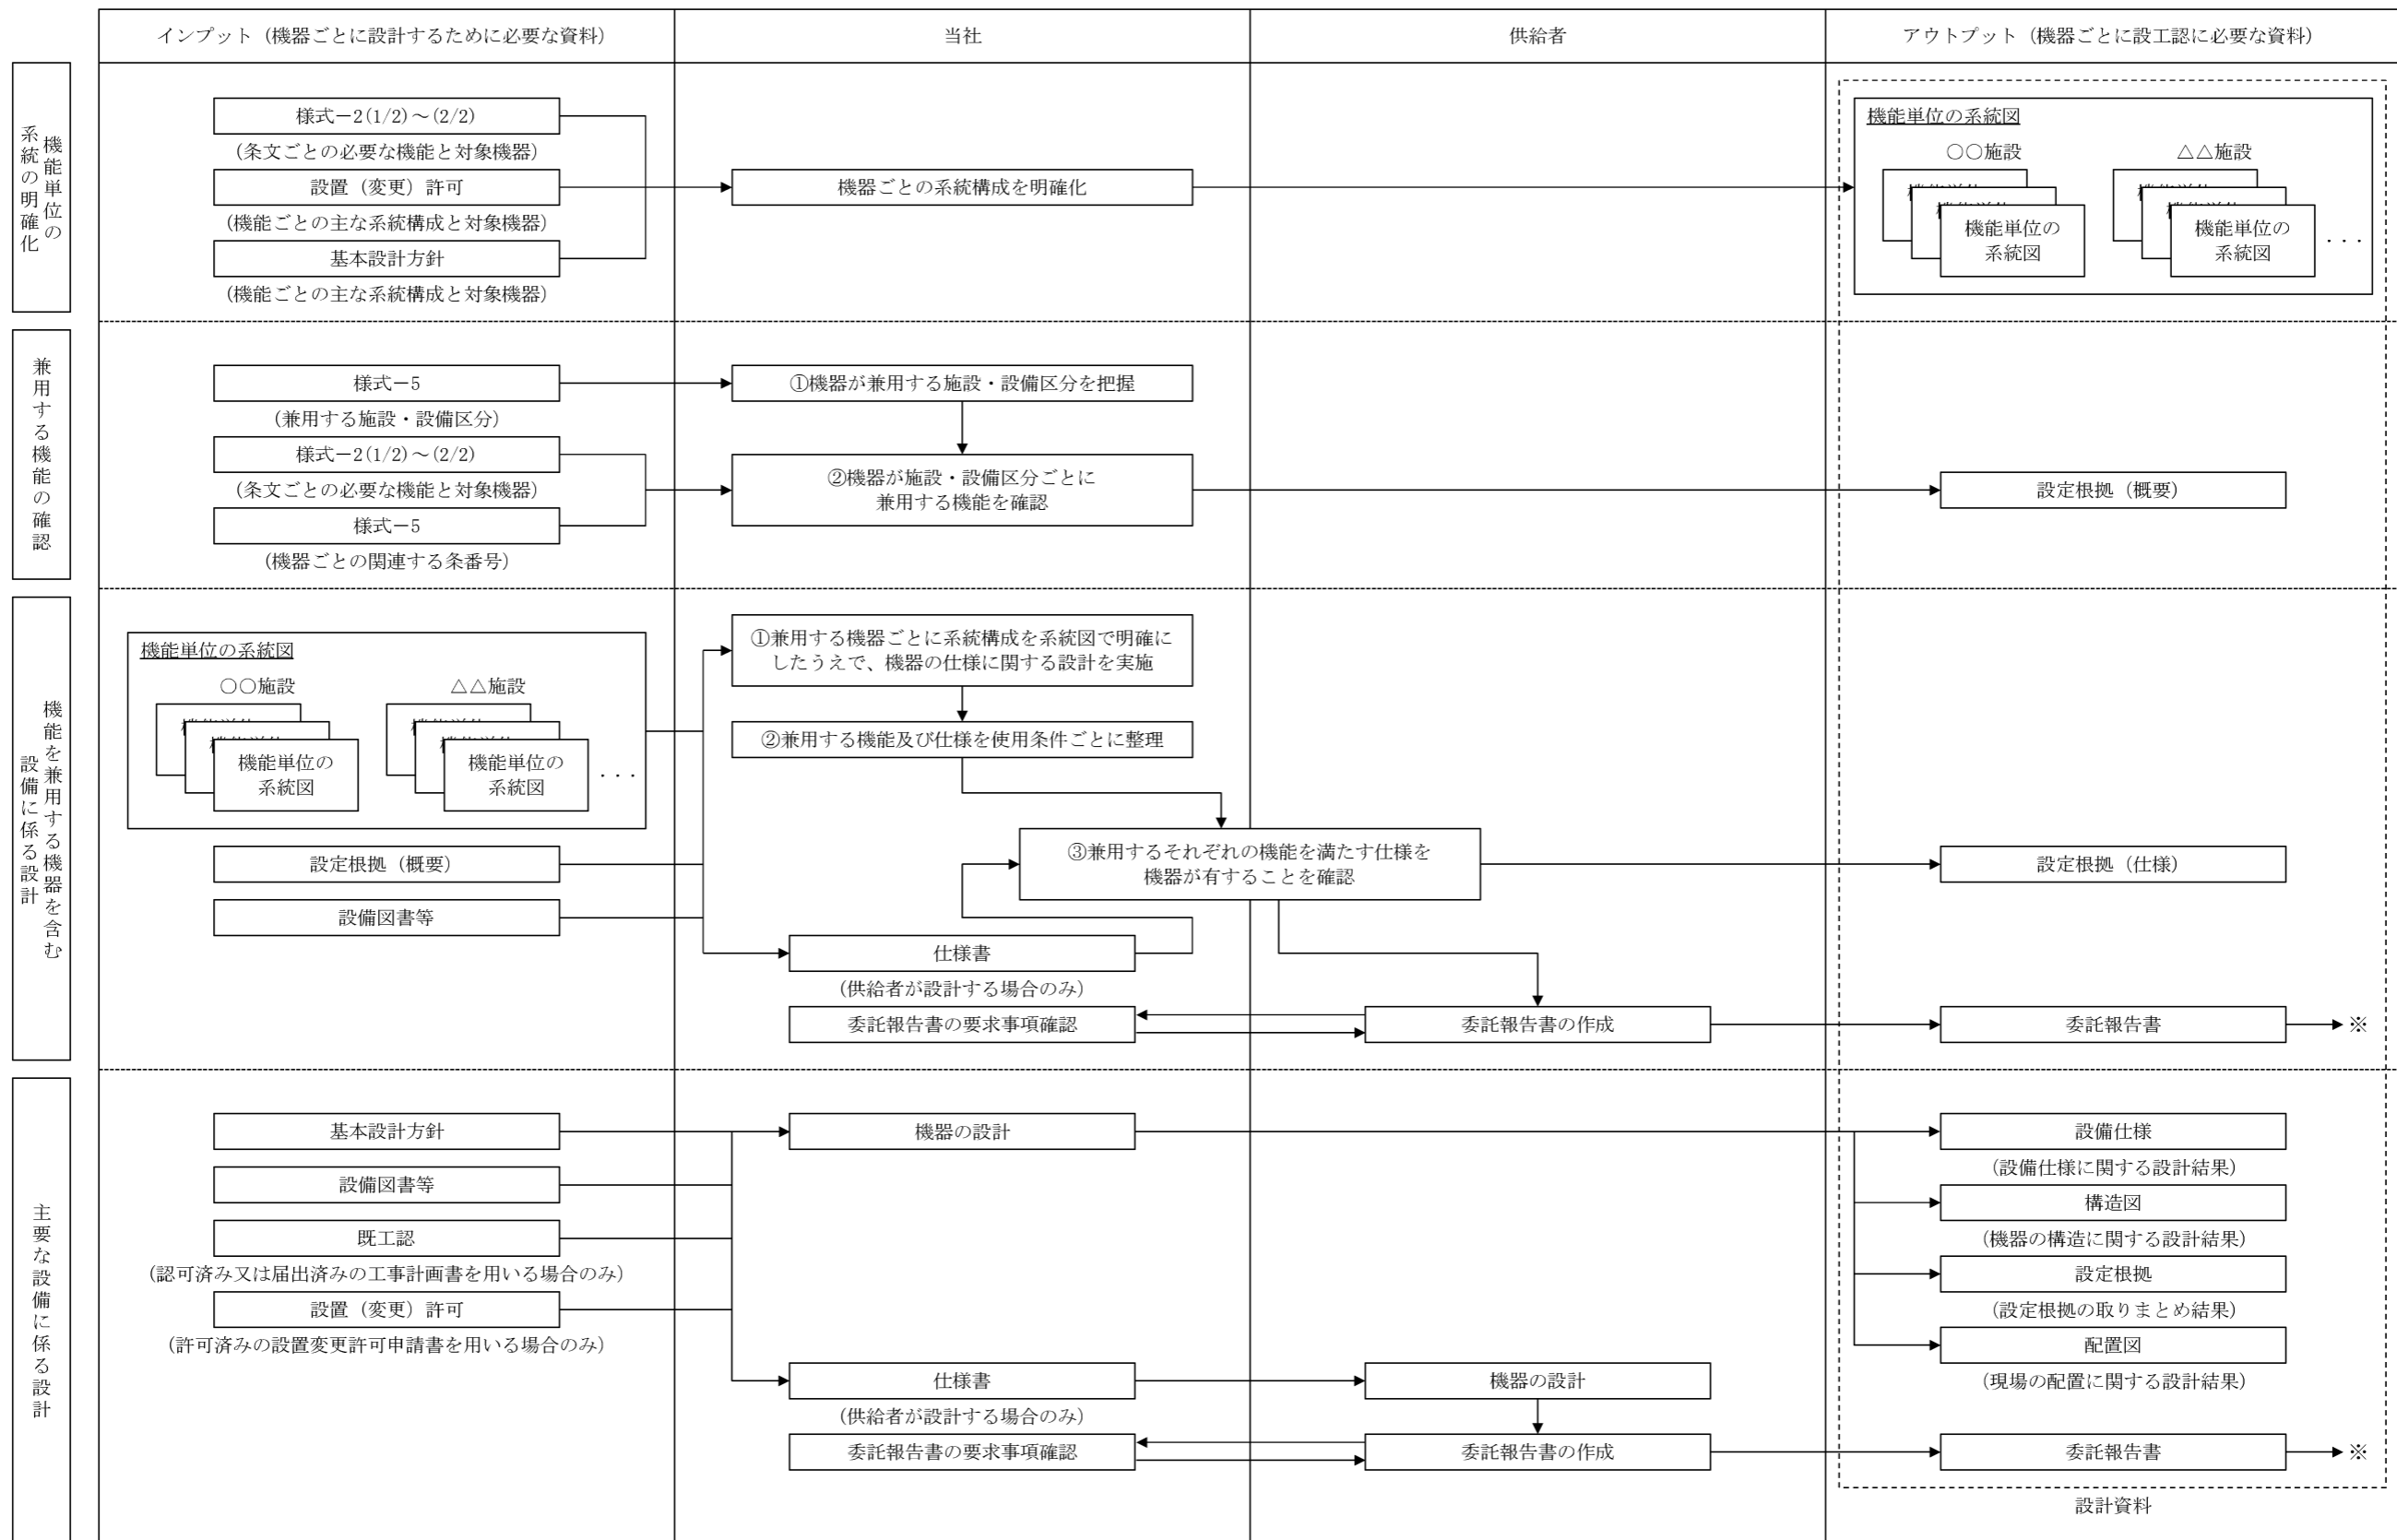 インプット（機器ごとに設計するために必要な資料）
当社
供給者
アウトプット（機器ごとに設工認に必要な資料）
機能単位の
系統の明確化
様式－2(1/2)～(2/2)
（条文ごとの必要な機能と対象機器）
設置（変更）許可
（機能ごとの主な系統構成と対象機器）
基本設計方針
（機能ごとの主な系統構成と対象機器）
機器ごとの系統構成を明確化
機能単位の系統図
○○施設
△△施設
機能単位の
系統図
機能単位の
系統図
・・・
兼用する機能の確認
様式－5
（兼用する施設・設備区分）
様式－2(1/2)～(2/2)
（条文ごとの必要な機能と対象機器）
様式－5
（機器ごとの関連する条番号）
①機器が兼用する施設・設備区分を把握
②機器が施設・設備区分ごとに
兼用する機能を確認
設定根拠（概要）
機能を兼用する機器を含む
設備に係る設計
機能単位の系統図
○○施設
△△施設
機能単位の
系統図
機能単位の
系統図
・・・
設定根拠（概要）
設備図書等
①兼用する機器ごとに系統構成を系統図で明確に
したうえで、機器の仕様に関する設計を実施
②兼用する機能及び仕様を使用条件ごとに整理
③兼用するそれぞれの機能を満たす仕様を
機器が有することを確認
設定根拠（仕様）
仕様書
（供給者が設計する場合のみ）
委託報告書の要求事項確認
委託報告書の作成
委託報告書
※
主要な設備に係る設計
基本設計方針
設備図書等
既工認
（認可済み又は届出済みの工事計画書を用いる場合のみ）
設置（変更）許可
（許可済みの設置変更許可申請書を用いる場合のみ）
機器の設計
設備仕様
（設備仕様に関する設計結果）
構造図
（機器の構造に関する設計結果）
設定根拠
（設定根拠の取りまとめ結果）
配置図
（現場の配置に関する設計結果）
仕様書
（供給者が設計する場合のみ）
機器の設計
委託報告書の要求事項確認
委託報告書の作成
委託報告書
※
設計資料